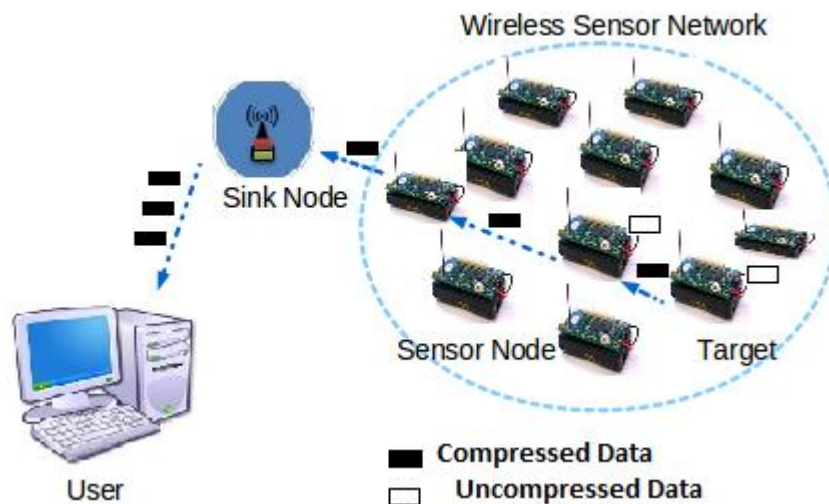 Wireless Sensor Network
Sink Node
Sensor Node
Target
User
Compressed Data
Uncompressed Data